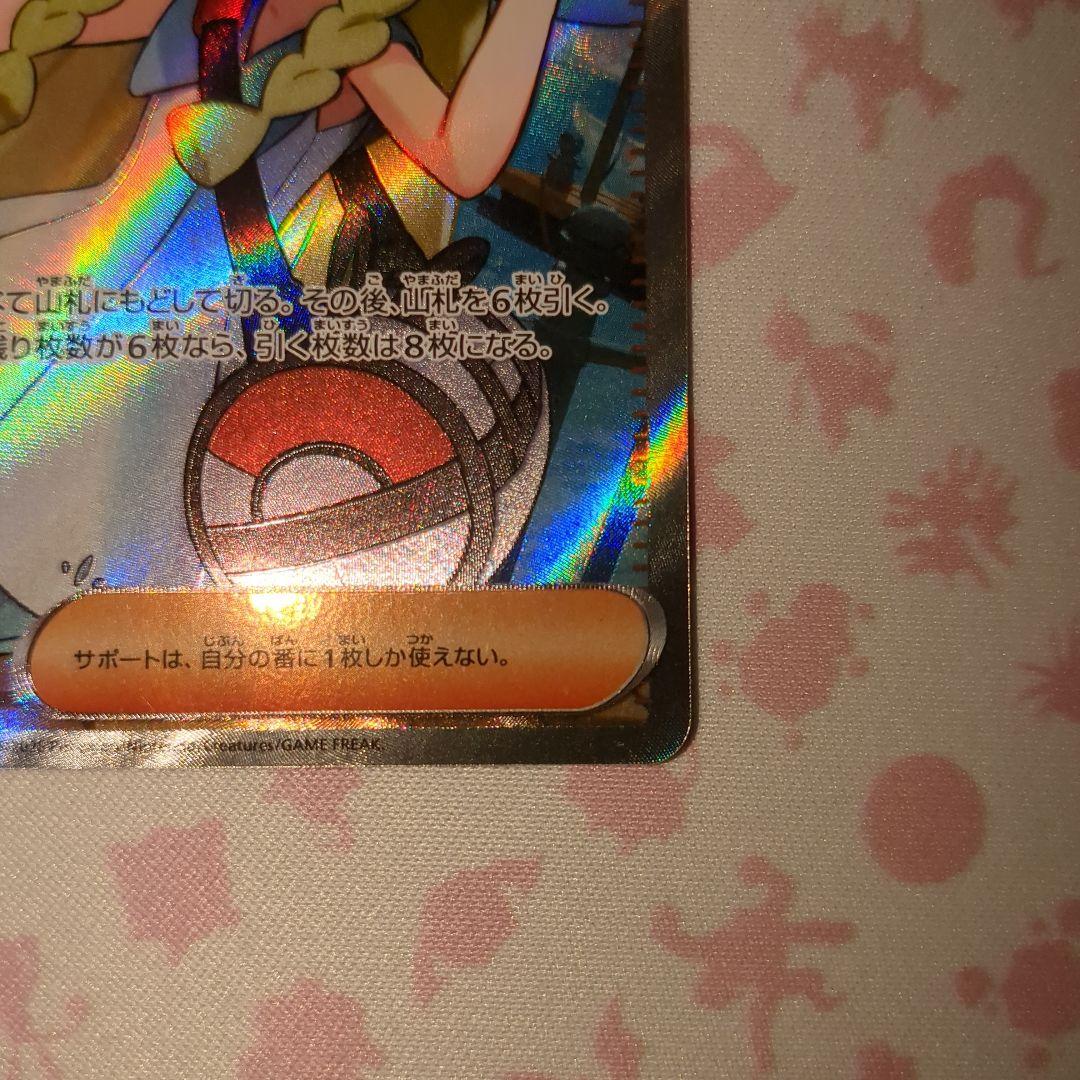 て山札にもどして切る。その後、山札を6枚引く。
り枚数が6枚なら、引く枚数は8枚になる。
サポートは、自分の番に1枚しか使えない。
Nintendo/Creatures/GAME FREAK.